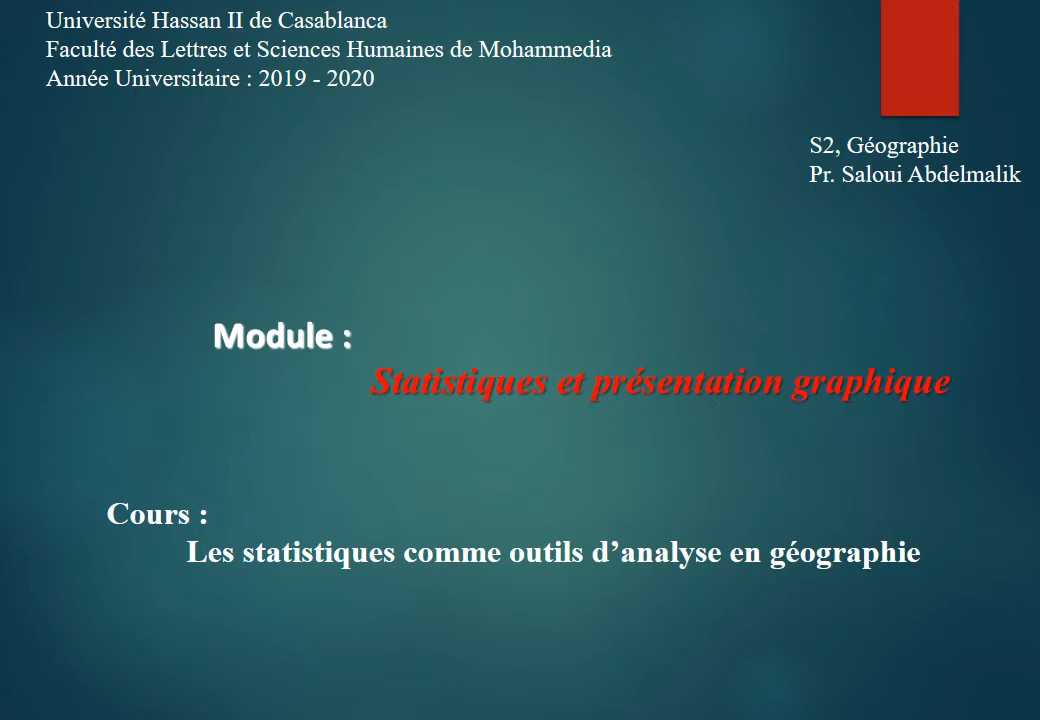 Université Hassan II de Casablanca
Faculté des Lettres et Sciences Humaines de Mohammedia
Année Universitaire : 2019 - 2020
S2, Géographie
Pr. Saloui Abdelmalik
Module :
Statistiques et présentation graphique
Cours :
Les statistiques comme outils d’analyse en géographie